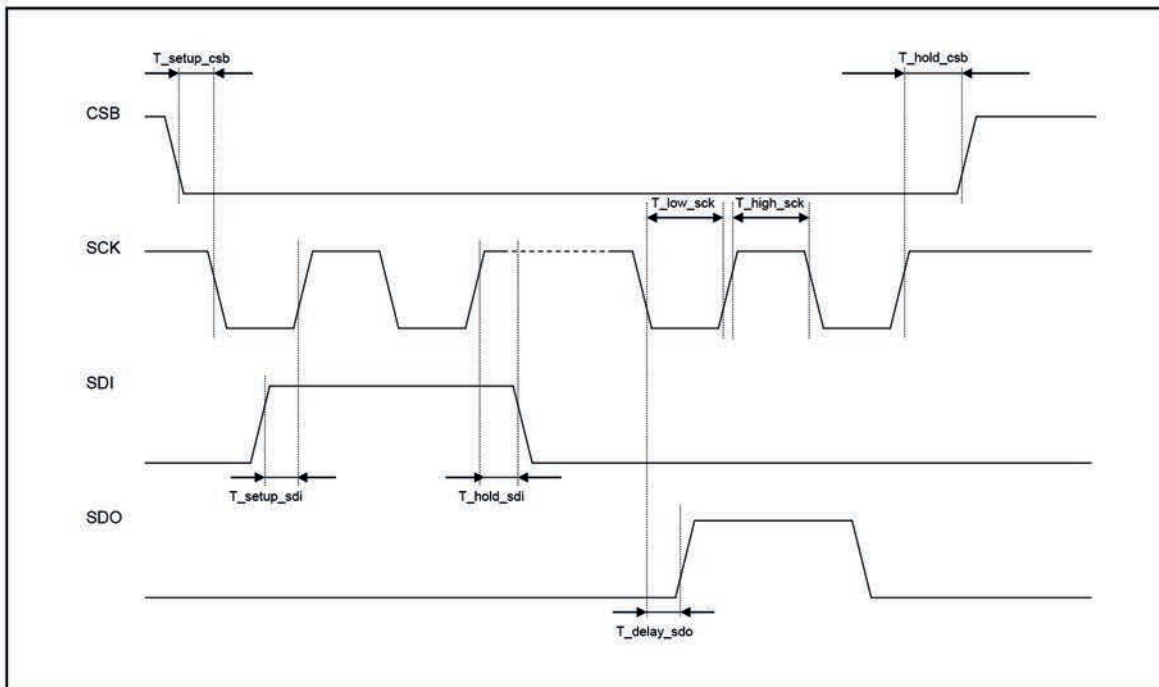 T_setup_csb
T_hold_csb
CSB
T_low_sck
T_high_sck
SCK
SDI
T_setup_sdi
T_hold_sdi
SDO
T_delay_sdo